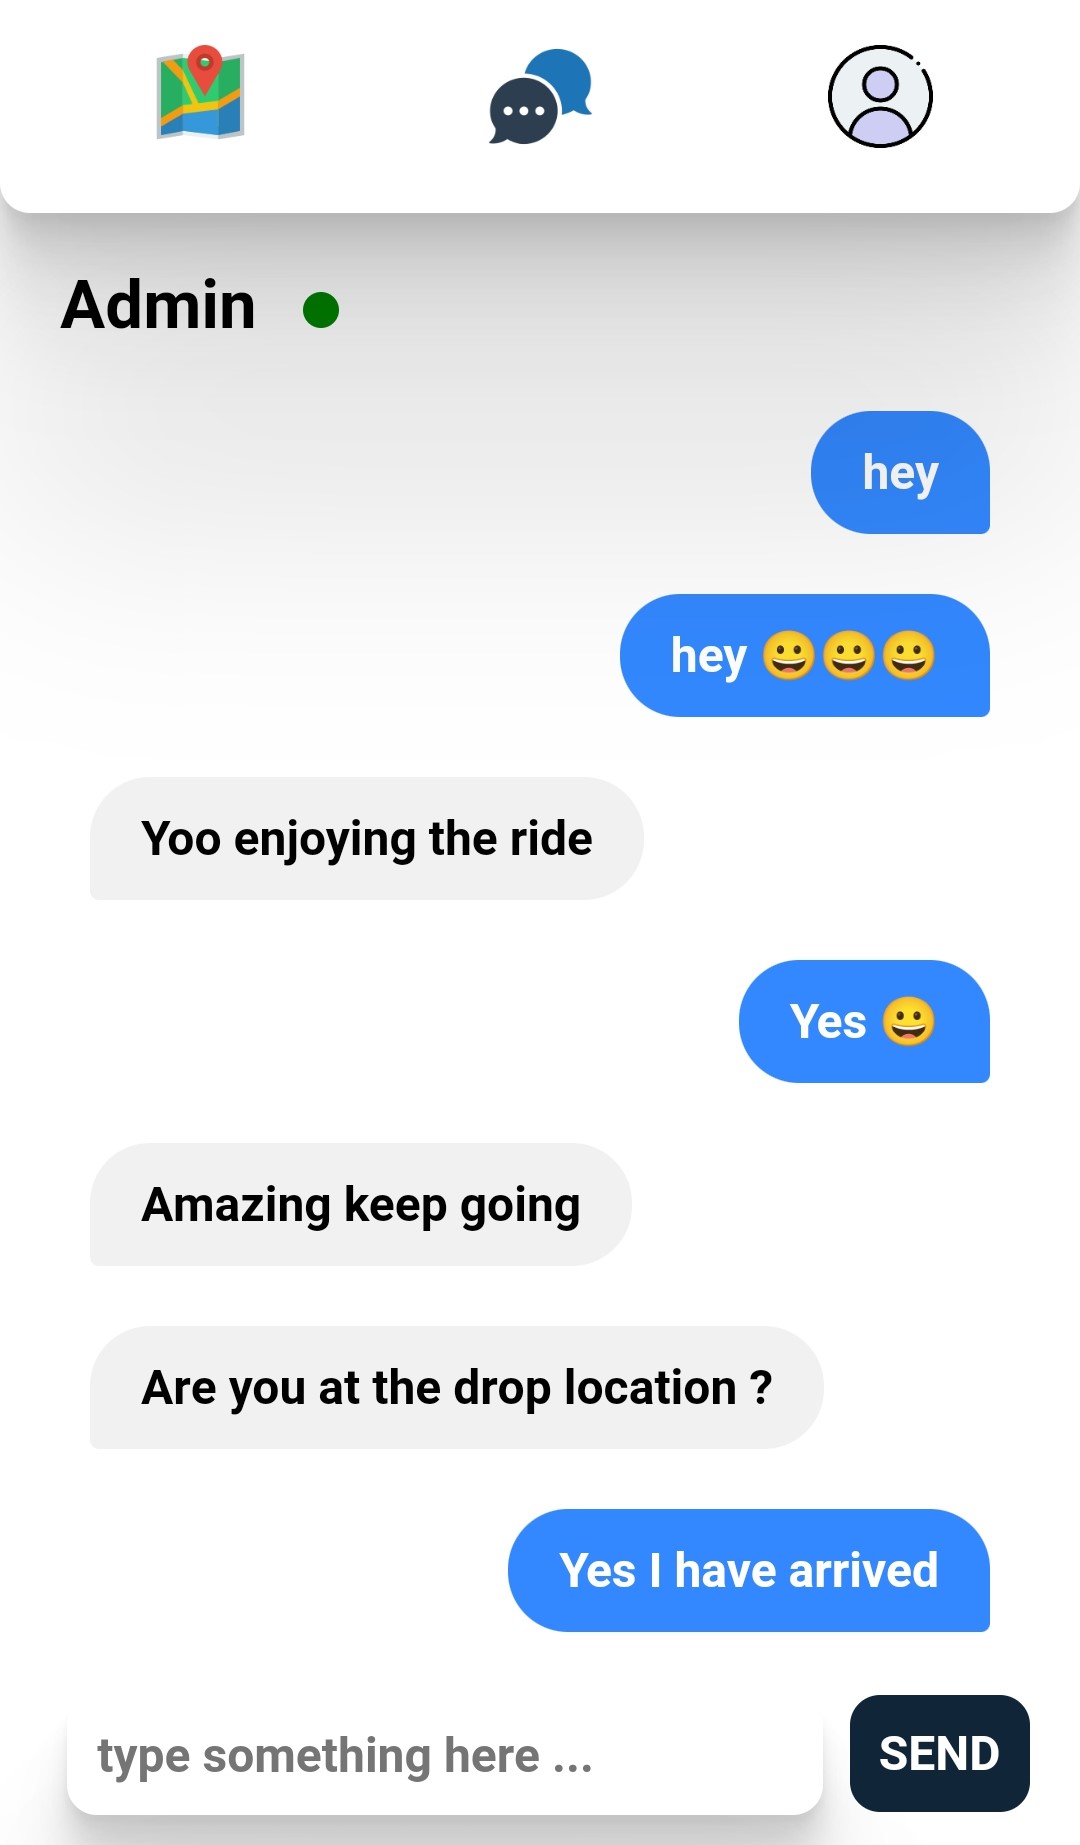 Admin
hey
hey 😀😀😀
Yoo enjoying the ride
Yes 😀
Amazing keep going
Are you at the drop location ?
Yes I have arrived
type something here ...
SEND